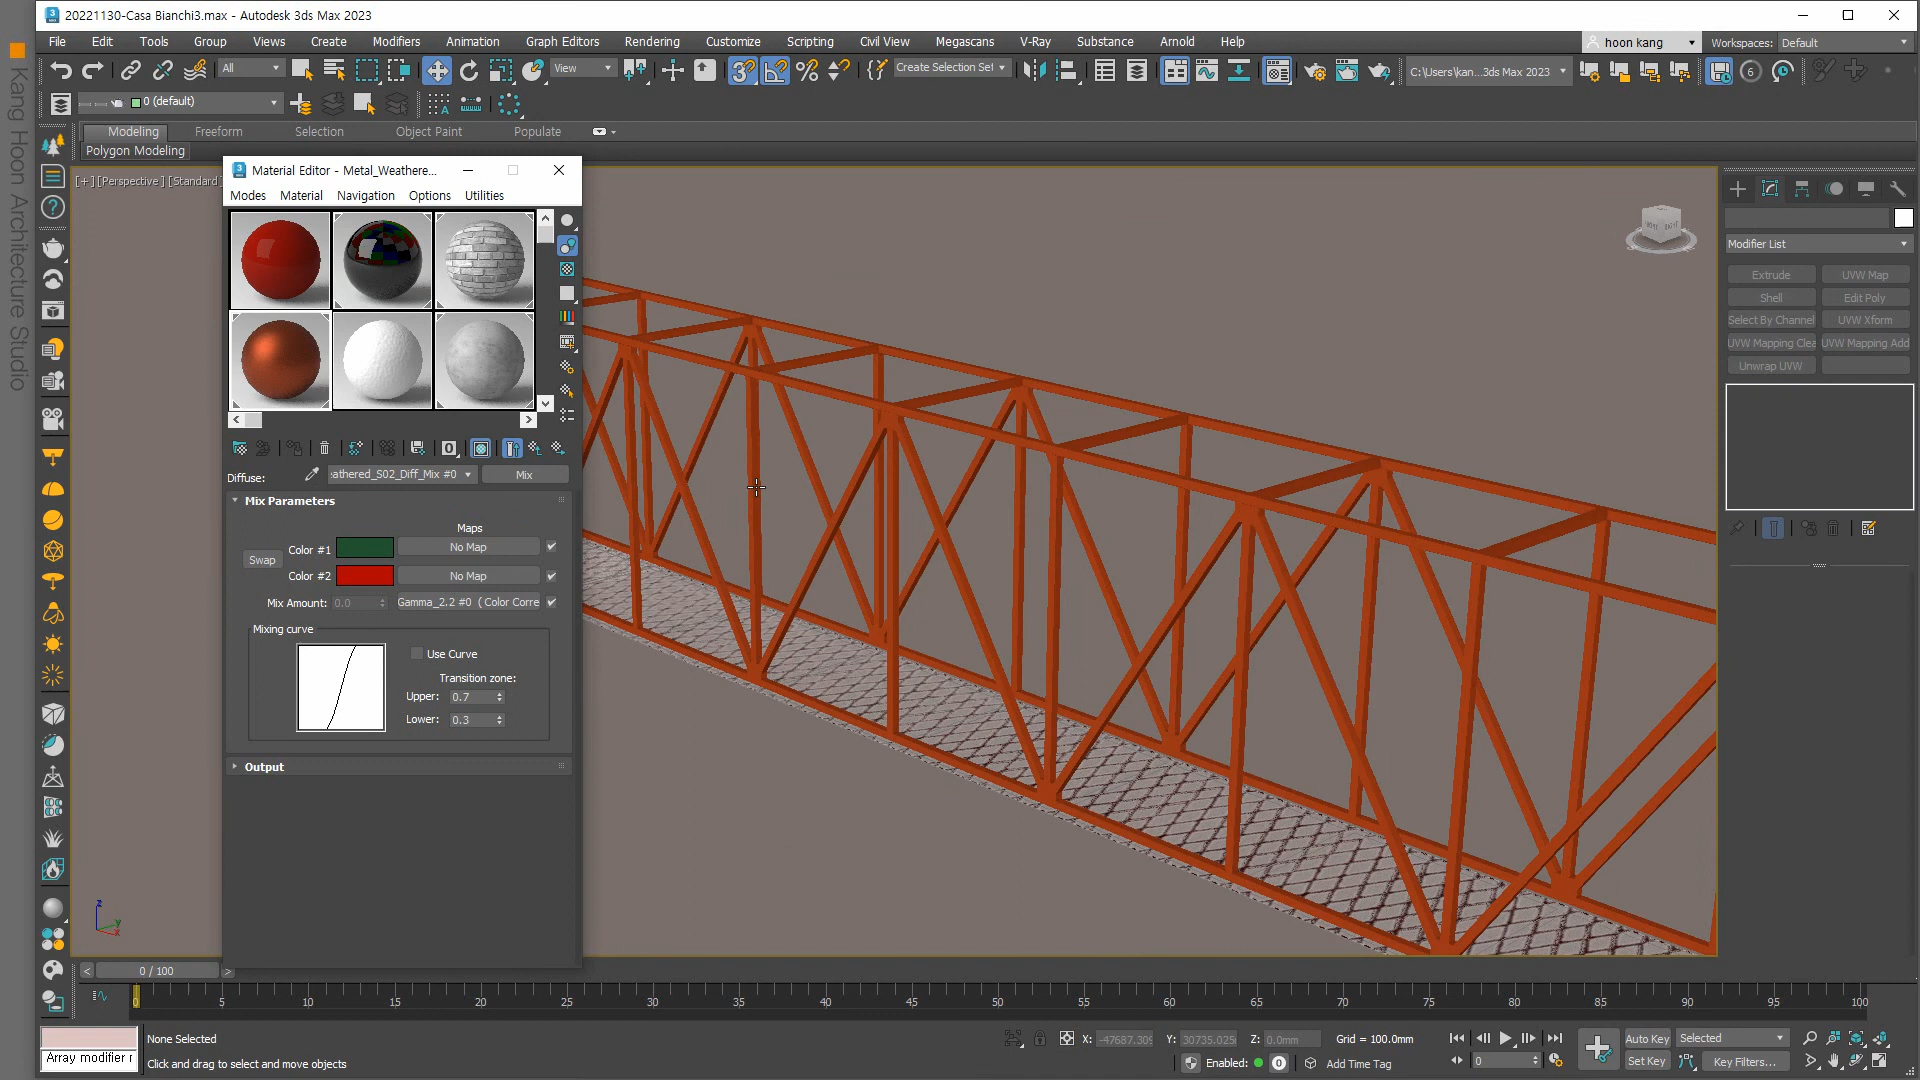 20221130-Casa Bianchi3.max - Autodesk 3ds Max 2023
File Edit Tools Group Views Create Modifiers Animation Graph Editors Rendering Customize Scripting Civil View Megascans V-Ray Substance Arnold Help
hoon kang
Workspaces: Default
All
View
Create Selection Set
C:\Users\kan...3ds Max 2023
6
0 (default)
Modeling Freeform Selection Object Paint Populate
Polygon Modeling
Kang Hoon Architecture Studio
[+] [Perspective] [Standard
Material Editor - Metal_Weathere...
Modes Material Navigation Options Utilities
Diffuse:
athered_S02_Diff_Mix #0
Mix
Mix Parameters
Maps
Color #1
No Map
Swap
Color #2
No Map
Mix Amount: 0.0
Gamma_2.2 #0 ( Color Corre
Mixing curve
Use Curve
Transition zone:
Upper: 0.7
Lower: 0.3
Output
Modifier List
Extrude UVW Map
Shell Edit Poly
Select By Channel UVW Xform
UVW Mapping Clea UVW Mapping Add
Unwrap UVW
z
y
x
< 0 / 100 >
0 5 10 15 20 25 30 35 40 45 50 55 60 65 70 75 80 85 90 95 100
None Selected
X: -47687.309
Y: 30735.025
Z: 0.0mm
Grid = 100.0mm
Auto Key
Selected
Array modifier r
Click and drag to select and move objects
Enabled:
0
Add Time Tag
0
Set Key
Key Filters...